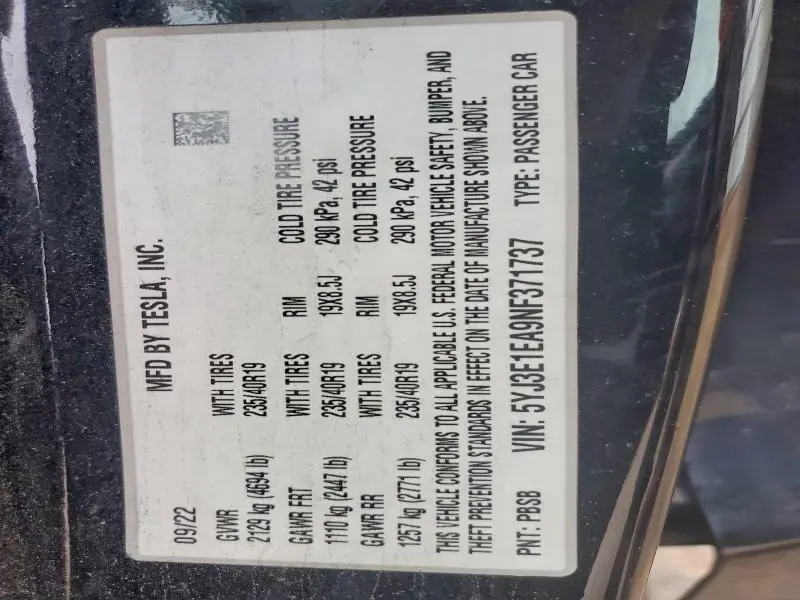 MFD BY TESLA, INC.
09/22
GVWR WITH TIRES
2129 kg (4694 lb) 235/40R19
GAWR FRT WITH TIRES RIM COLD TIRE PRESSURE
1110 kg (2447 lb) 235/40R19 19X8.5J 290 kPa, 42 psi
GAWR RR WITH TIRES RIM COLD TIRE PRESSURE
1257 kg (2771 lb) 235/40R19 19X8.5J 290 kPa, 42 psi
THIS VEHICLE CONFORMS TO ALL APPLICABLE U.S. FEDERAL MOTOR VEHICLE SAFETY, BUMPER, AND
THEFT PREVENTION STANDARDS IN EFFECT ON THE DATE OF MANUFACTURE SHOWN ABOVE.
PNT: PBSB VIN: 5YJ3E1EA9NF371737 TYPE: PASSENGER CAR